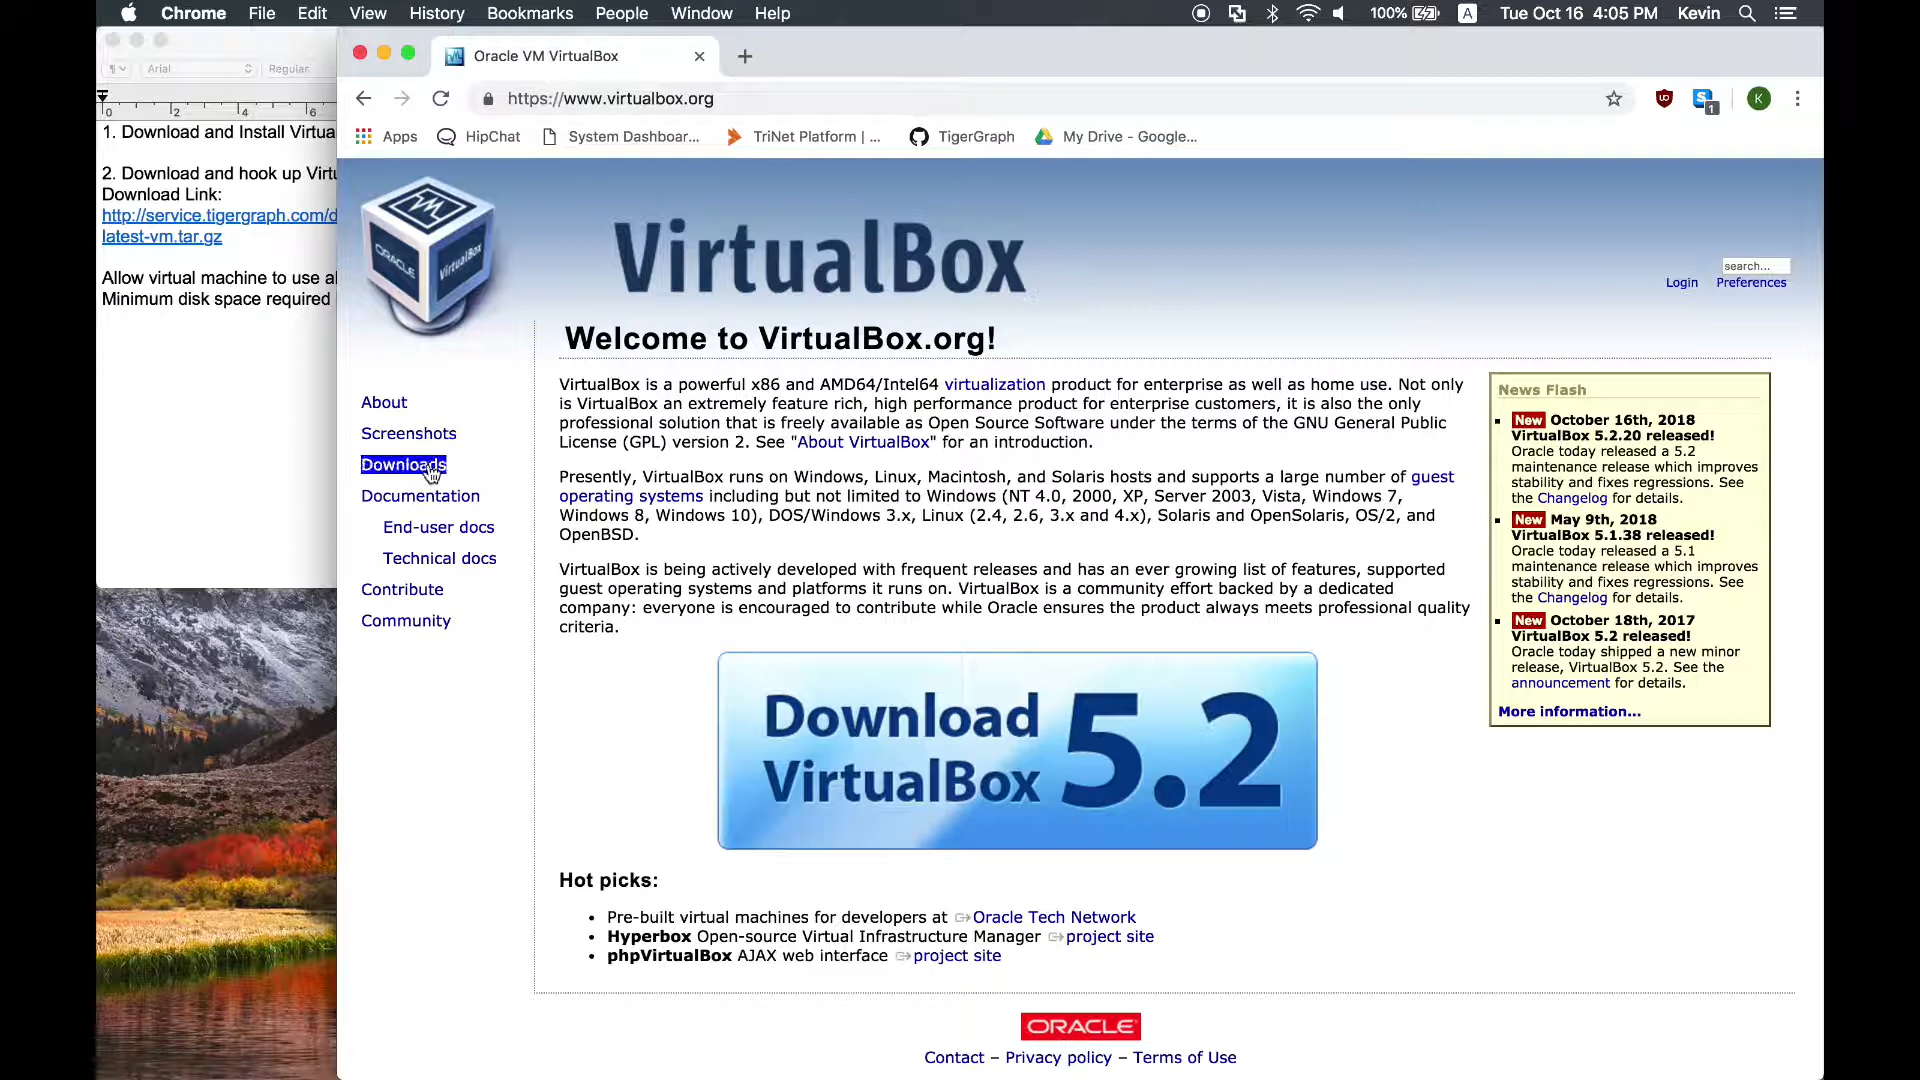 Chrome File Edit View History Bookmarks People Window Help
100% A Tue Oct 16 4:05 PM Kevin
Arial Regular
0 2 4 6
1. Download and Install Virtua
2. Download and hook up Virtu
Download Link:
http://service.tigergraph.com/d
latest-vm.tar.gz
Allow virtual machine to use al
Minimum disk space required
Oracle VM VirtualBox
https://www.virtualbox.org
S 1 K
Apps HipChat System Dashboar... TriNet Platform | ... TigerGraph My Drive - Google...
ORACLE VirtualBox
VirtualBox
search...
Login Preferences
Welcome to VirtualBox.org!
About
Screenshots
Downloads
Documentation
End-user docs
Technical docs
Contribute
Community
VirtualBox is a powerful x86 and AMD64/Intel64 virtualization product for enterprise as well as home use. Not only
is VirtualBox an extremely feature rich, high performance product for enterprise customers, it is also the only
professional solution that is freely available as Open Source Software under the terms of the GNU General Public
License (GPL) version 2. See "About VirtualBox" for an introduction.
Presently, VirtualBox runs on Windows, Linux, Macintosh, and Solaris hosts and supports a large number of guest
operating systems including but not limited to Windows (NT 4.0, 2000, XP, Server 2003, Vista, Windows 7,
Windows 8, Windows 10), DOS/Windows 3.x, Linux (2.4, 2.6, 3.x and 4.x), Solaris and OpenSolaris, OS/2, and
OpenBSD.
VirtualBox is being actively developed with frequent releases and has an ever growing list of features, supported
guest operating systems and platforms it runs on. VirtualBox is a community effort backed by a dedicated
company: everyone is encouraged to contribute while Oracle ensures the product always meets professional quality
criteria.
Download
VirtualBox 5.2
Hot picks:
• Pre-built virtual machines for developers at Oracle Tech Network
• Hyperbox Open-source Virtual Infrastructure Manager project site
• phpVirtualBox AJAX web interface project site
News Flash
New October 16th, 2018
VirtualBox 5.2.20 released!
Oracle today released a 5.2
maintenance release which improves
stability and fixes regressions. See
the Changelog for details.
New May 9th, 2018
VirtualBox 5.1.38 released!
Oracle today released a 5.1
maintenance release which improves
stability and fixes regressions. See
the Changelog for details.
New October 18th, 2017
VirtualBox 5.2 released!
Oracle today shipped a new minor
release, VirtualBox 5.2. See the
announcement for details.
More information...
ORACLE
Contact – Privacy policy – Terms of Use